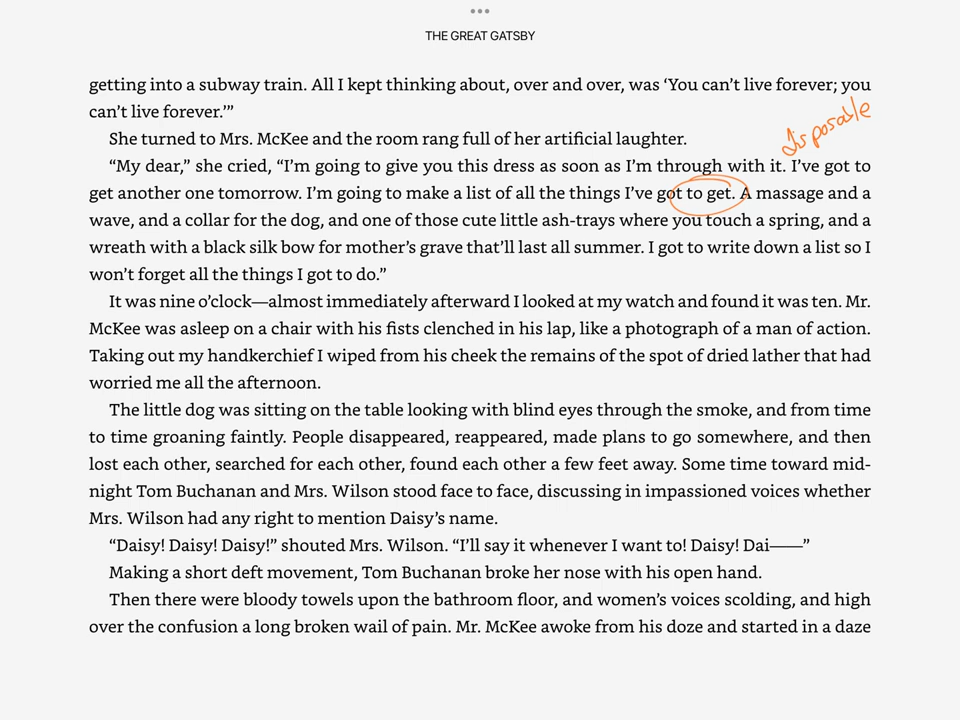 THE GREAT GATSBY
getting into a subway train. All I kept thinking about, over and over, was ‘You can’t live forever; you
can’t live forever.’”
Disposable
She turned to Mrs. McKee and the room rang full of her artificial laughter.
“My dear,” she cried, “I’m going to give you this dress as soon as I’m through with it. I’ve got to
get another one tomorrow. I’m going to make a list of all the things I’ve got to get. A massage and a
wave, and a collar for the dog, and one of those cute little ash-trays where you touch a spring, and a
wreath with a black silk bow for mother’s grave that’ll last all summer. I got to write down a list so I
won’t forget all the things I got to do.”
It was nine o’clock—almost immediately afterward I looked at my watch and found it was ten. Mr.
McKee was asleep on a chair with his fists clenched in his lap, like a photograph of a man of action.
Taking out my handkerchief I wiped from his cheek the remains of the spot of dried lather that had
worried me all the afternoon.
The little dog was sitting on the table looking with blind eyes through the smoke, and from time
to time groaning faintly. People disappeared, reappeared, made plans to go somewhere, and then
lost each other, searched for each other, found each other a few feet away. Some time toward mid-
night Tom Buchanan and Mrs. Wilson stood face to face, discussing in impassioned voices whether
Mrs. Wilson had any right to mention Daisy’s name.
“Daisy! Daisy! Daisy!” shouted Mrs. Wilson. “I’ll say it whenever I want to! Daisy! Dai——”
Making a short deft movement, Tom Buchanan broke her nose with his open hand.
Then there were bloody towels upon the bathroom floor, and women’s voices scolding, and high
over the confusion a long broken wail of pain. Mr. McKee awoke from his doze and started in a daze